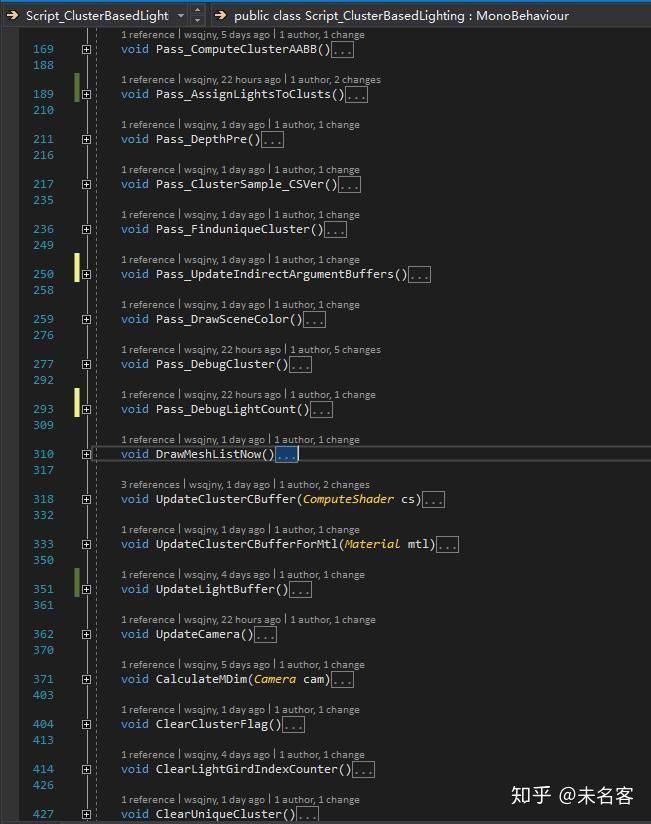 Script_ClusterBasedLight public class Script_ClusterBasedLighting : MonoBehaviour
1 reference | wsqjny, 5 days ago | 1 author, 1 change
169 void Pass_ComputeClusterAABB()...
188
1 reference | wsqjny, 22 hours ago | 1 author, 2 changes
189 void Pass_AssignLightsToClusts()...
210
1 reference | wsqjny, 1 day ago | 1 author, 1 change
211 void Pass_DepthPre()...
216
1 reference | wsqjny, 1 day ago | 1 author, 1 change
217 void Pass_ClusterSample_CSVer()...
235
1 reference | wsqjny, 1 day ago | 1 author, 1 change
236 void Pass_FinduniqueCluster()...
249
1 reference | wsqjny, 1 day ago | 1 author, 1 change
250 void Pass_UpdateIndirectArgumentBuffers()...
258
1 reference | wsqjny, 1 day ago | 1 author, 1 change
259 void Pass_DrawSceneColor()...
276
1 reference | wsqjny, 22 hours ago | 1 author, 5 changes
277 void Pass_DebugCluster()...
292
1 reference | wsqjny, 22 hours ago | 1 author, 1 change
293 void Pass_DebugLightCount()...
309
1 reference | wsqjny, 1 day ago | 1 author, 1 change
310 void DrawMeshListNow()...
317
3 references | wsqjny, 1 day ago | 1 author, 2 changes
318 void UpdateClusterCBuffer(ComputeShader cs)...
332
1 reference | wsqjny, 1 day ago | 1 author, 1 change
333 void UpdateClusterCBufferForMtl(Material mtl)...
350
1 reference | wsqjny, 4 days ago | 1 author, 1 change
351 void UpdateLightBuffer()...
361
1 reference | wsqjny, 22 hours ago | 1 author, 1 change
362 void UpdateCamera()...
370
1 reference | wsqjny, 5 days ago | 1 author, 1 change
371 void CalculateMDim(Camera cam)...
403
1 reference | wsqjny, 1 day ago | 1 author, 1 change
404 void ClearClusterFlag()...
413
1 reference | wsqjny, 4 days ago | 1 author, 1 change
414 void ClearLightGirdIndexCounter()...
426
1 reference | wsqjny, 1 day ago | 1 author, 1 change
427 void ClearUniqueCluster()...
知乎 @未名客